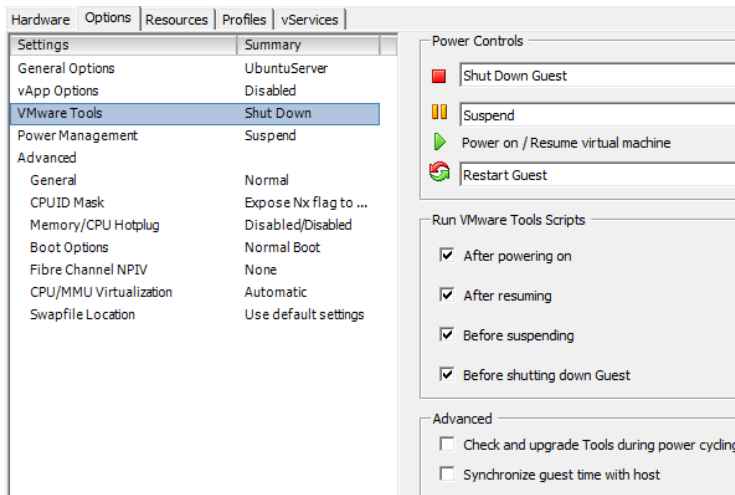 Hardware Options Resources Profiles vServices
Settings Summary
General Options UbuntuServer
vApp Options Disabled
VMware Tools Shut Down
Power Management Suspend
Advanced
General Normal
CPUID Mask Expose Nx flag to ...
Memory/CPU Hotplug Disabled/Disabled
Boot Options Normal Boot
Fibre Channel NPIV None
CPU/MMU Virtualization Automatic
Swapfile Location Use default settings
Power Controls
Shut Down Guest
Suspend
Power on / Resume virtual machine
Restart Guest
Run VMware Tools Scripts
After powering on
After resuming
Before suspending
Before shutting down Guest
Advanced
Check and upgrade Tools during power cycling
Synchronize guest time with host